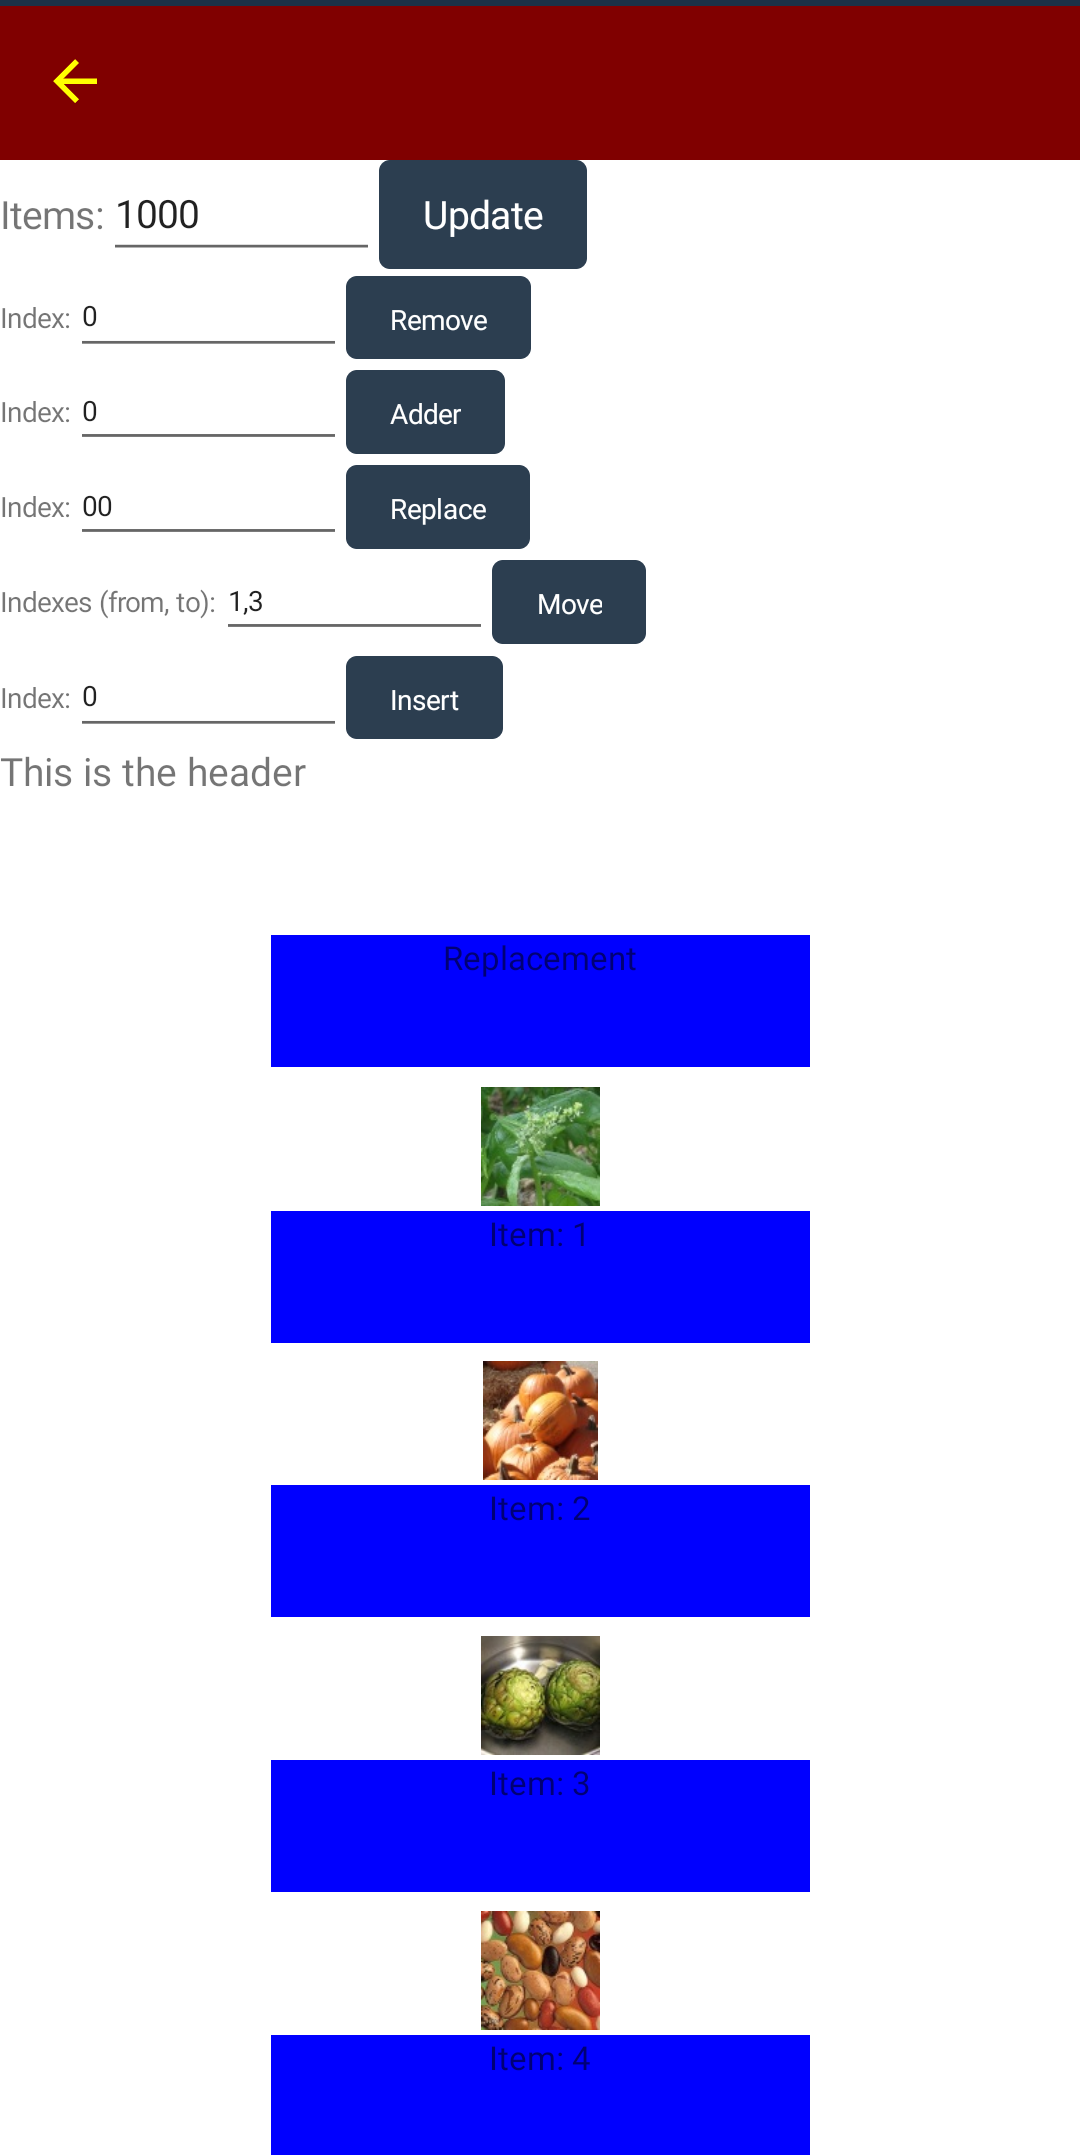 Items: 1000 Update
Index: 0 Remove
Index: 0 Adder
Index: 00 Replace
Indexes (from, to): 1,3 Move
Index: 0 Insert
This is the header
Replacement
Item: 1
Item: 2
Item: 3
Item: 4